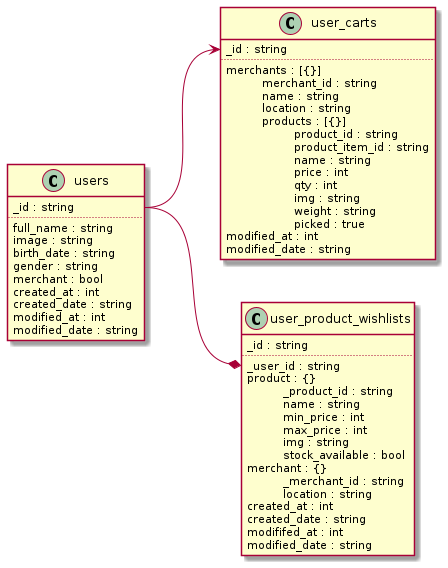 C users
_id : string
full_name : string
image : string
birth_date : string
gender : string
merchant : bool
created_at : int
created_date : string
modified_at : int
modified_date : string
C user_carts
_id : string
merchants : [{}]
merchant_id : string
name : string
location : string
products : [{}]
product_id : string
product_item_id : string
name : string
price : int
qty : int
img : string
weight : string
picked : true
modified_at : int
modified_date : string
C user_product_wishlists
_id : string
_user_id : string
product : {}
_product_id : string
name : string
min_price : int
max_price : int
img : string
stock_available : bool
merchant : {}
_merchant_id : string
location : string
created_at : int
created_date : string
modififed_at : int
modified_date : string